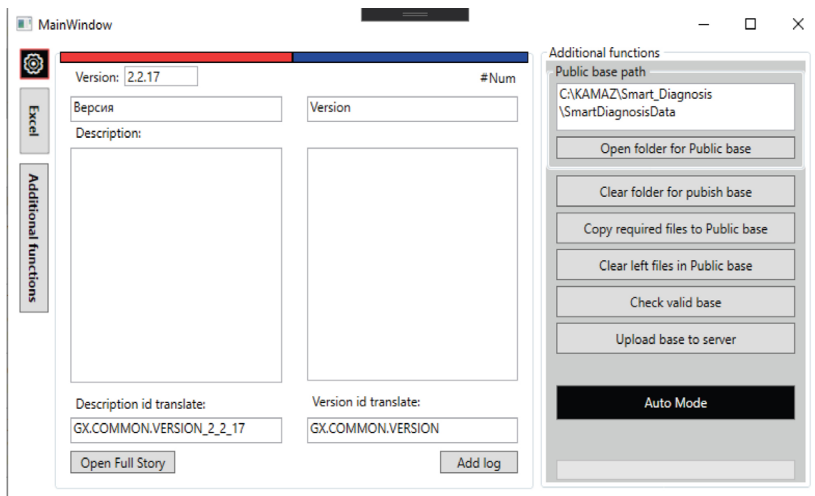 MainWindow
Excel
Additional functions
Version: 2.2.17
#Num
Версия
Version
Description:
Description id translate:
Version id translate:
GX.COMMON.VERSION_2_2_17
GX.COMMON.VERSION
Open Full Story
Add log
Additional functions
Public base path
C:\KAMAZ\Smart_Diagnosis
\SmartDiagnosisData
Open folder for Public base
Clear folder for pubish base
Copy required files to Public base
Clear left files in Public base
Check valid base
Upload base to server
Auto Mode